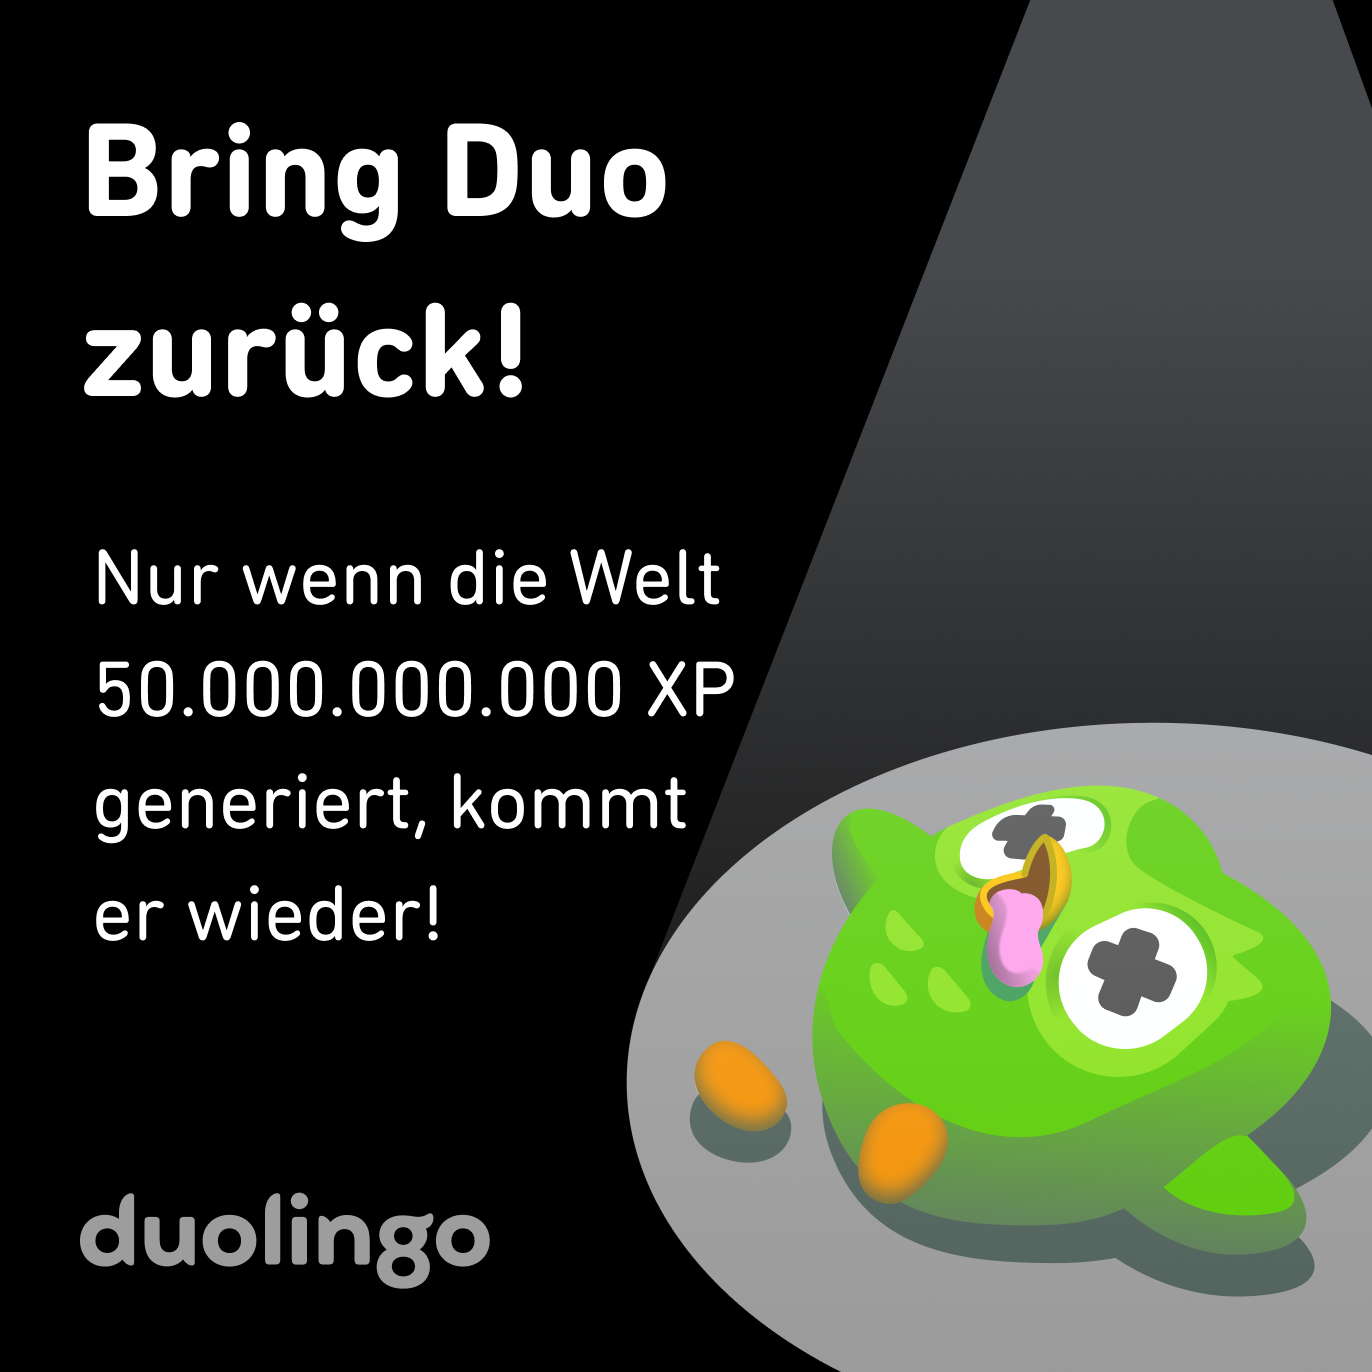 Bring Duo
zurück!
Nur wenn die Welt
50.000.000.000 XP
generiert, kommt
er wieder!
duolingo